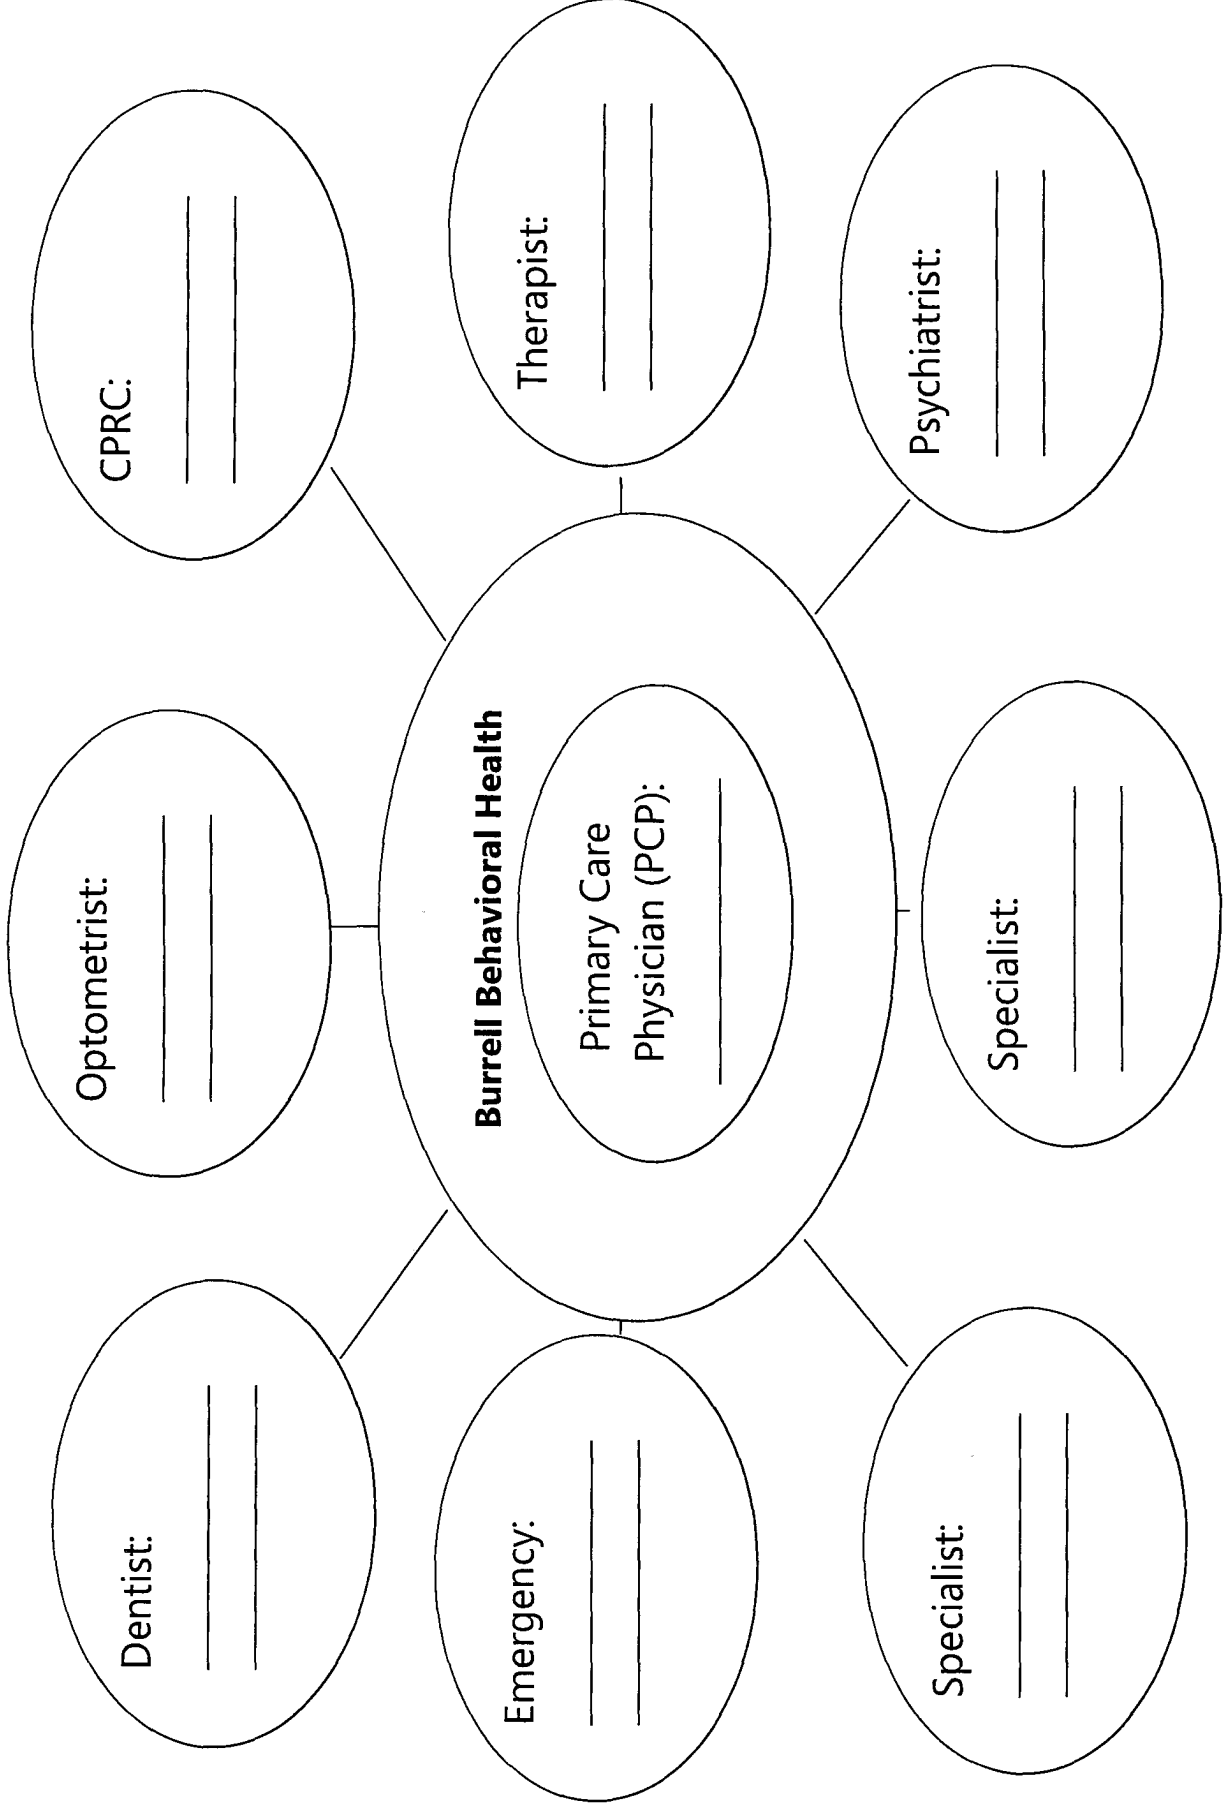 Dentist:
Optometrist:
CPRC:
Emergency:
Burrell Behavioral Health
Primary Care
Physician (PCP):
Therapist:
Specialist:
Specialist:
Psychiatrist: